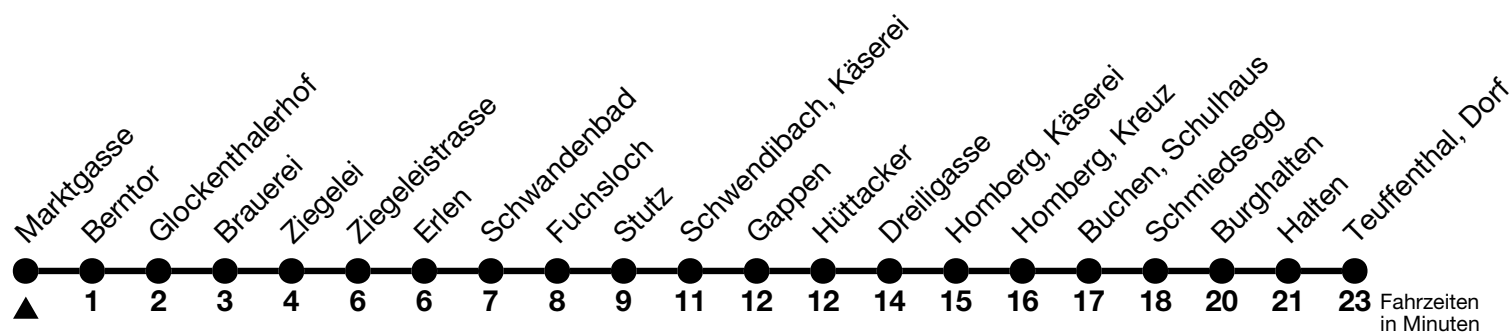 Marktgasse
Berntor
Glockenthalerhof
Brauerei
Ziegelei
Ziegeleistrasse
Erlen
Schwandenbad
Fuchsloch
Stutz
Schwendibach, Käserei
Gappen
Hüttacker
Dreiligasse
Homberg, Käserei
Homberg, Kreuz
Buchen, Schulhaus
Schmiedsegg
Burghalten
Halten
Teuffenthal, Dorf
1 2 3 4 6 6 7 8 9 11 12 12 14 15 16 17 18 20 21 23
Fahrzeiten
in Minuten